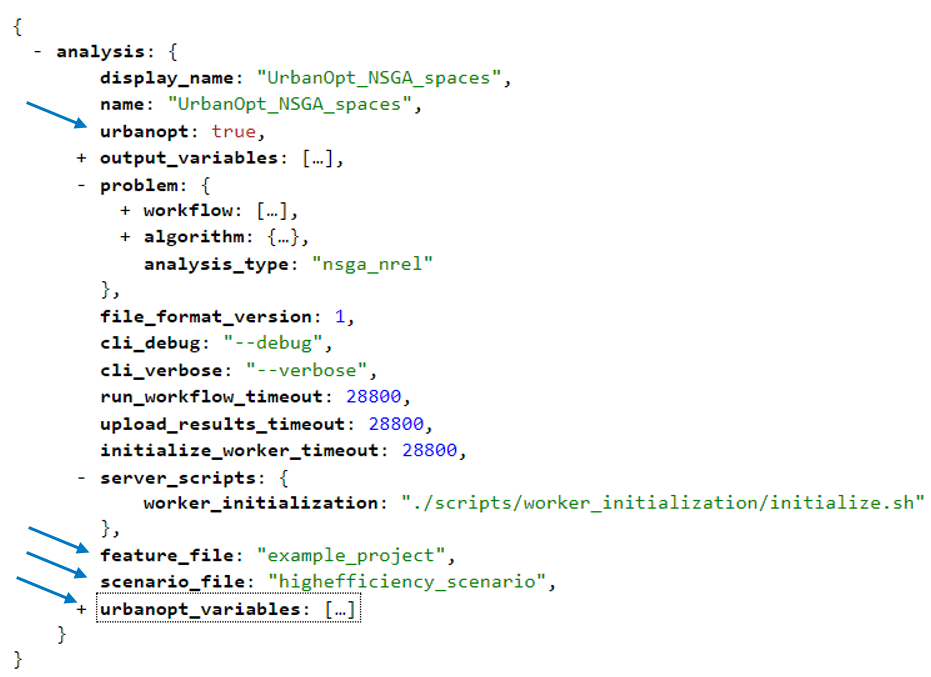 {
- analysis: {
display_name: "UrbanOpt_NSGA_spaces",
name: "UrbanOpt_NSGA_spaces",
urbanopt: true,
+ output_variables: […],
- problem: {
+ workflow: […],
+ algorithm: {…},
analysis_type: "nsga_nrel"
},
file_format_version: 1,
cli_debug: "--debug",
cli_verbose: "--verbose",
run_workflow_timeout: 28800,
upload_results_timeout: 28800,
initialize_worker_timeout: 28800,
- server_scripts: {
worker_initialization: "./scripts/worker_initialization/initialize.sh"
},
feature_file: "example_project",
scenario_file: "highefficiency_scenario",
+ urbanopt_variables: […]
}
}